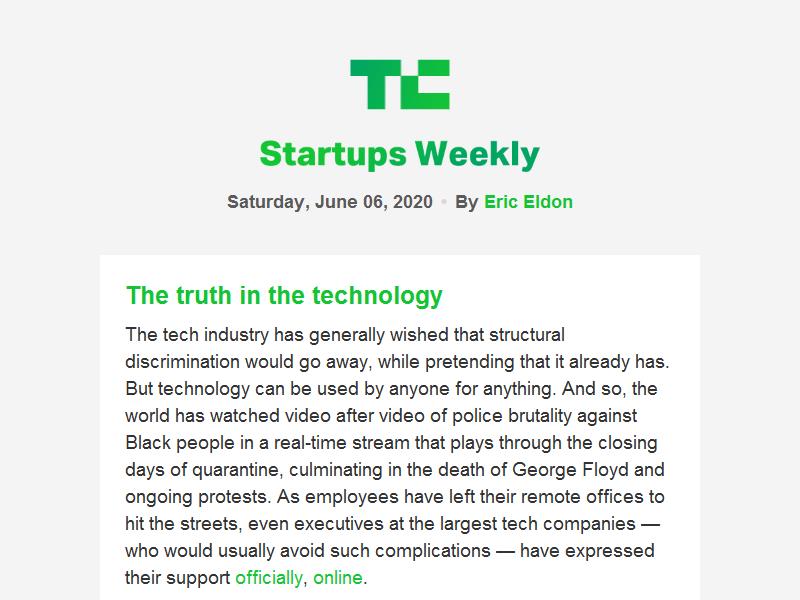 TC
Startups Weekly
Saturday, June 06, 2020 • By Eric Eldon
The truth in the technology
The tech industry has generally wished that structural
discrimination would go away, while pretending that it already has.
But technology can be used by anyone for anything. And so, the
world has watched video after video of police brutality against
Black people in a real-time stream that plays through the closing
days of quarantine, culminating in the death of George Floyd and
ongoing protests. As employees have left their remote offices to
hit the streets, even executives at the largest tech companies —
who would usually avoid such complications — have expressed
their support officially, online.